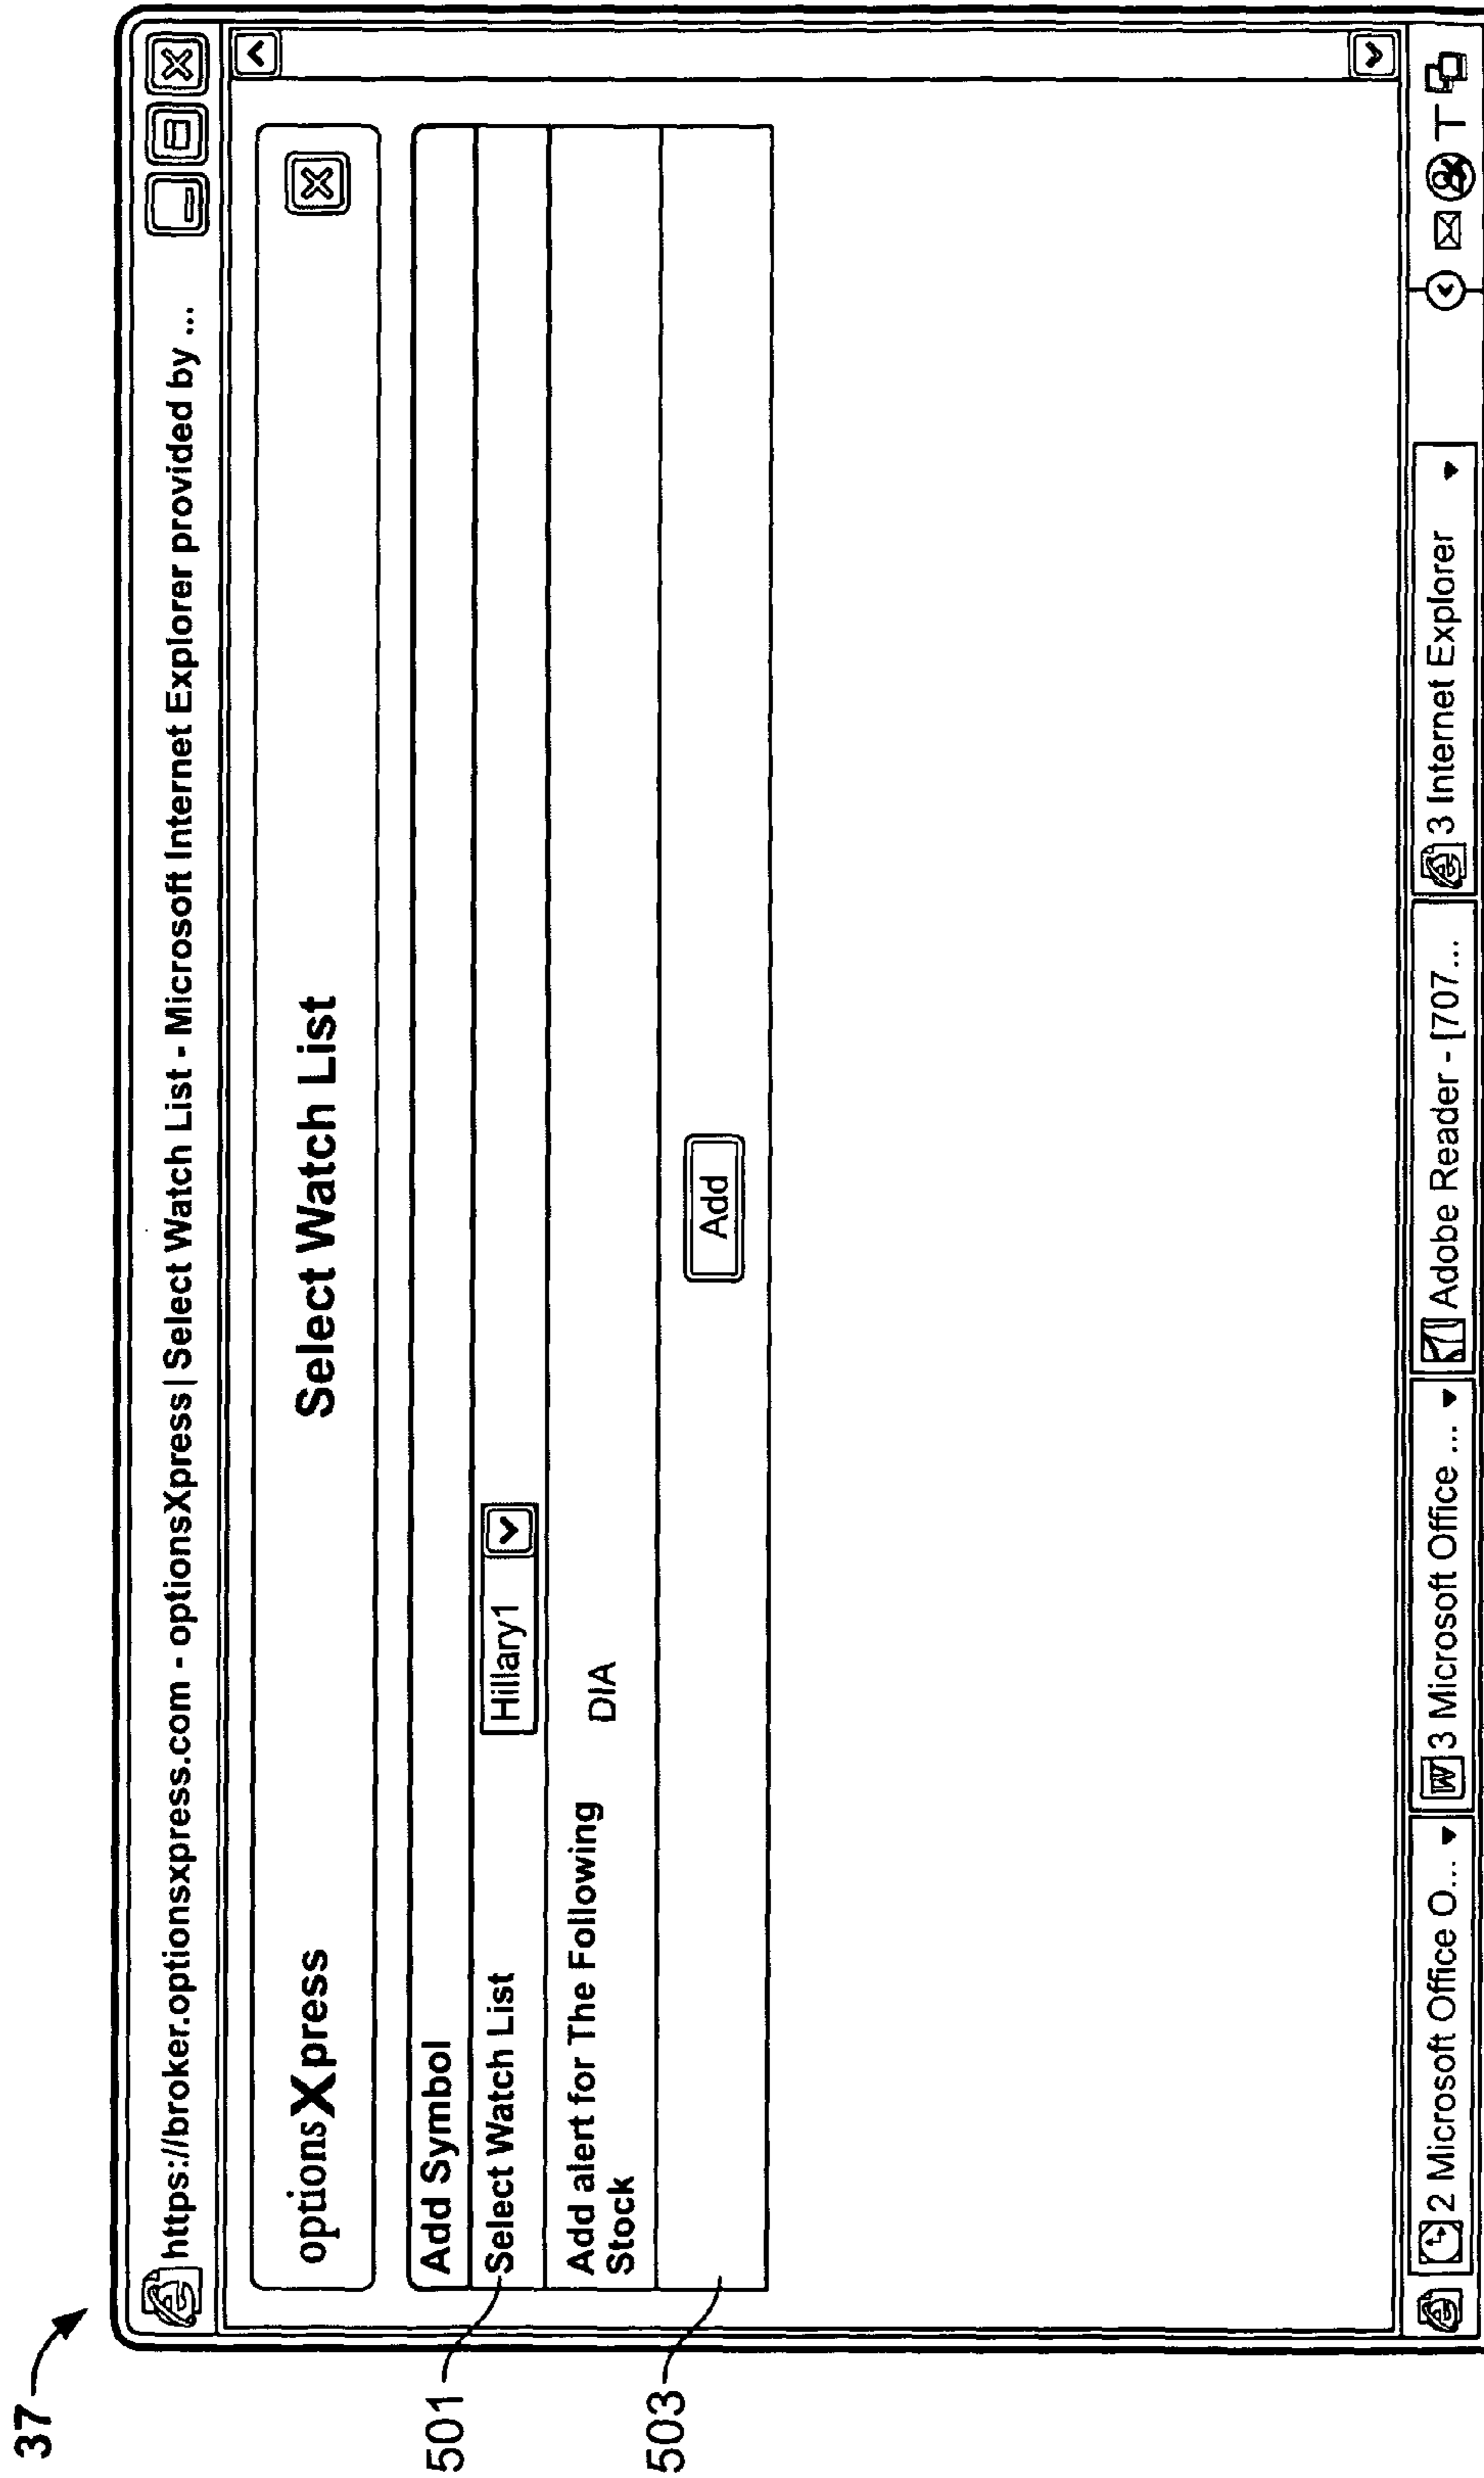 37
https://broker.optionsxpress.com - optionsXpress|Select Watch List - Microsoft Internet Explorer provided by ...
optionsXpress
Select Watch List
Add Symbol
501
Select Watch List
Hillary1
Add alert for The Following
Stock
DIA
503
Add
2 Microsoft Office O...
W 3 Microsoft Office ...
Adobe Reader - [707...
3 Internet Explorer